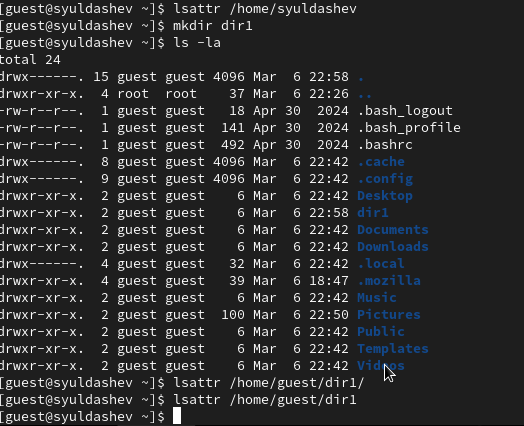 [guest@syuldashev ~]$ lsattr /home/syuldashev
[guest@syuldashev ~]$ mkdir dir1
[guest@syuldashev ~]$ ls -la
total 24
drwx------. 15 guest guest 4096 Mar  6 22:58 .
drwxr-xr-x.  4 root  root    37 Mar  6 22:26 ..
-rw-r--r--.  1 guest guest   18 Apr 30  2024 .bash_logout
-rw-r--r--.  1 guest guest  141 Apr 30  2024 .bash_profile
-rw-r--r--.  1 guest guest  492 Apr 30  2024 .bashrc
drwx------.  8 guest guest 4096 Mar  6 22:42 .cache
drwx------.  9 guest guest 4096 Mar  6 22:42 .config
drwxr-xr-x.  2 guest guest    6 Mar  6 22:42 Desktop
drwxr-xr-x.  2 guest guest    6 Mar  6 22:58 dir1
drwxr-xr-x.  2 guest guest    6 Mar  6 22:42 Documents
drwxr-xr-x.  2 guest guest    6 Mar  6 22:42 Downloads
drwx------.  4 guest guest   32 Mar  6 22:42 .local
drwxr-xr-x.  4 guest guest   39 Mar  6 18:47 .mozilla
drwxr-xr-x.  2 guest guest    6 Mar  6 22:42 Music
drwxr-xr-x.  2 guest guest  100 Mar  6 22:50 Pictures
drwxr-xr-x.  2 guest guest    6 Mar  6 22:42 Public
drwxr-xr-x.  2 guest guest    6 Mar  6 22:42 Templates
drwxr-xr-x.  2 guest guest    6 Mar  6 22:42 Videos
[guest@syuldashev ~]$ lsattr /home/guest/dir1/
[guest@syuldashev ~]$ lsattr /home/guest/dir1
[guest@syuldashev ~]$